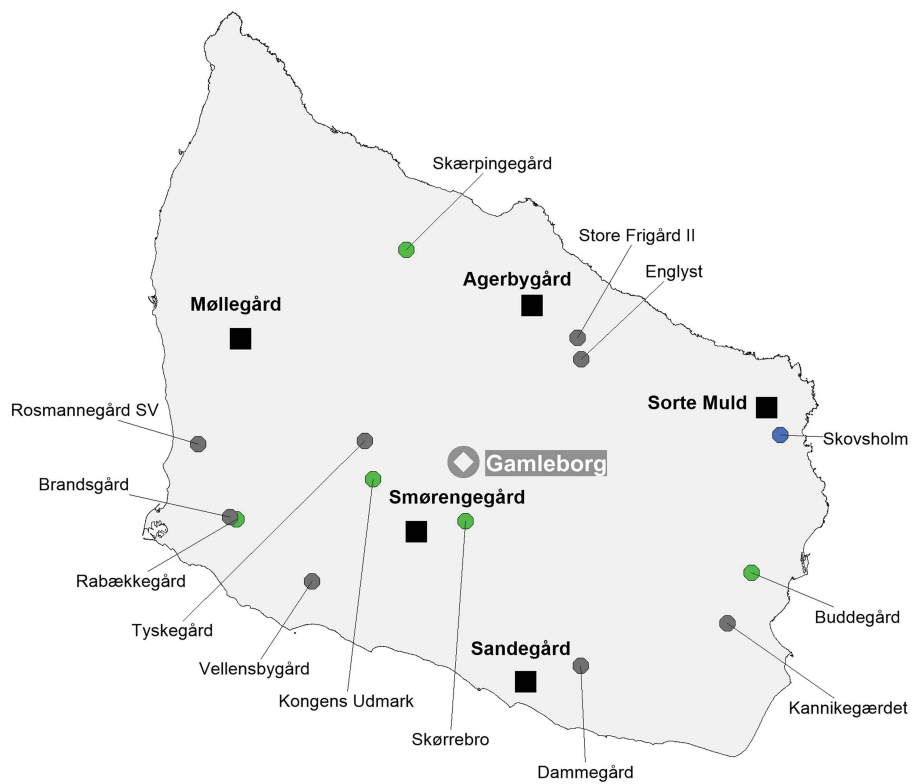 Skærpingegård
Store Frigård II
Englyst
Agerbygård
Møllegård
Sorte Muld
Rosmannegård SV
Skovsholm
Gamleborg
Brandsgård
Smørengegård
Rabækkegård
Buddegård
Tyskegård
Sandegård
Vellensbygård
Kongens Udmark
Kannikegærdet
Skørrebro
Dammegård